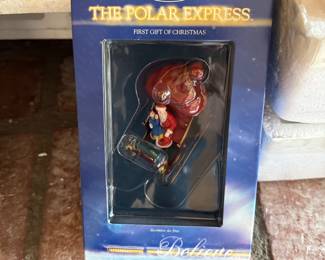 THE POLAR EXPRESS
FIRST GIFT OF CHRISTMAS
Believe